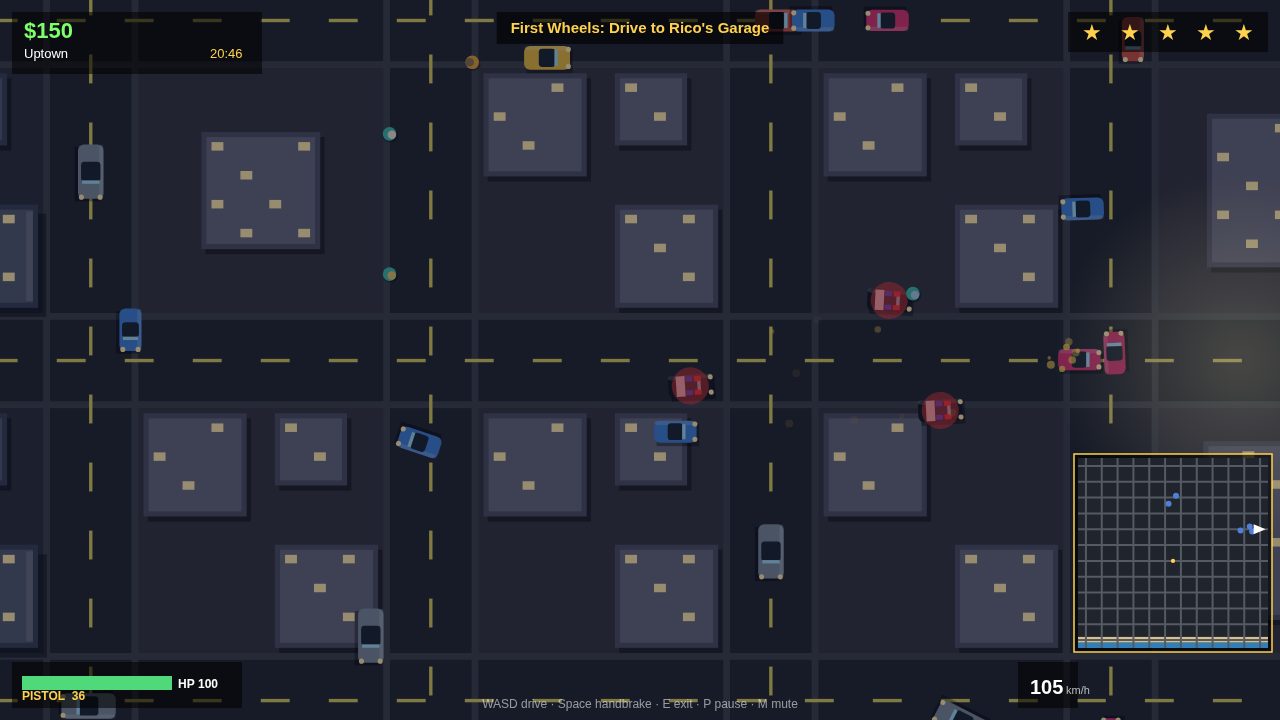 $150
Uptown 20:46
First Wheels: Drive to Rico's Garage
★ ★ ★ ★ ★
HP 100
PISTOL 36
WASD drive · Space handbrake · E exit · P pause · M mute
105 km/h